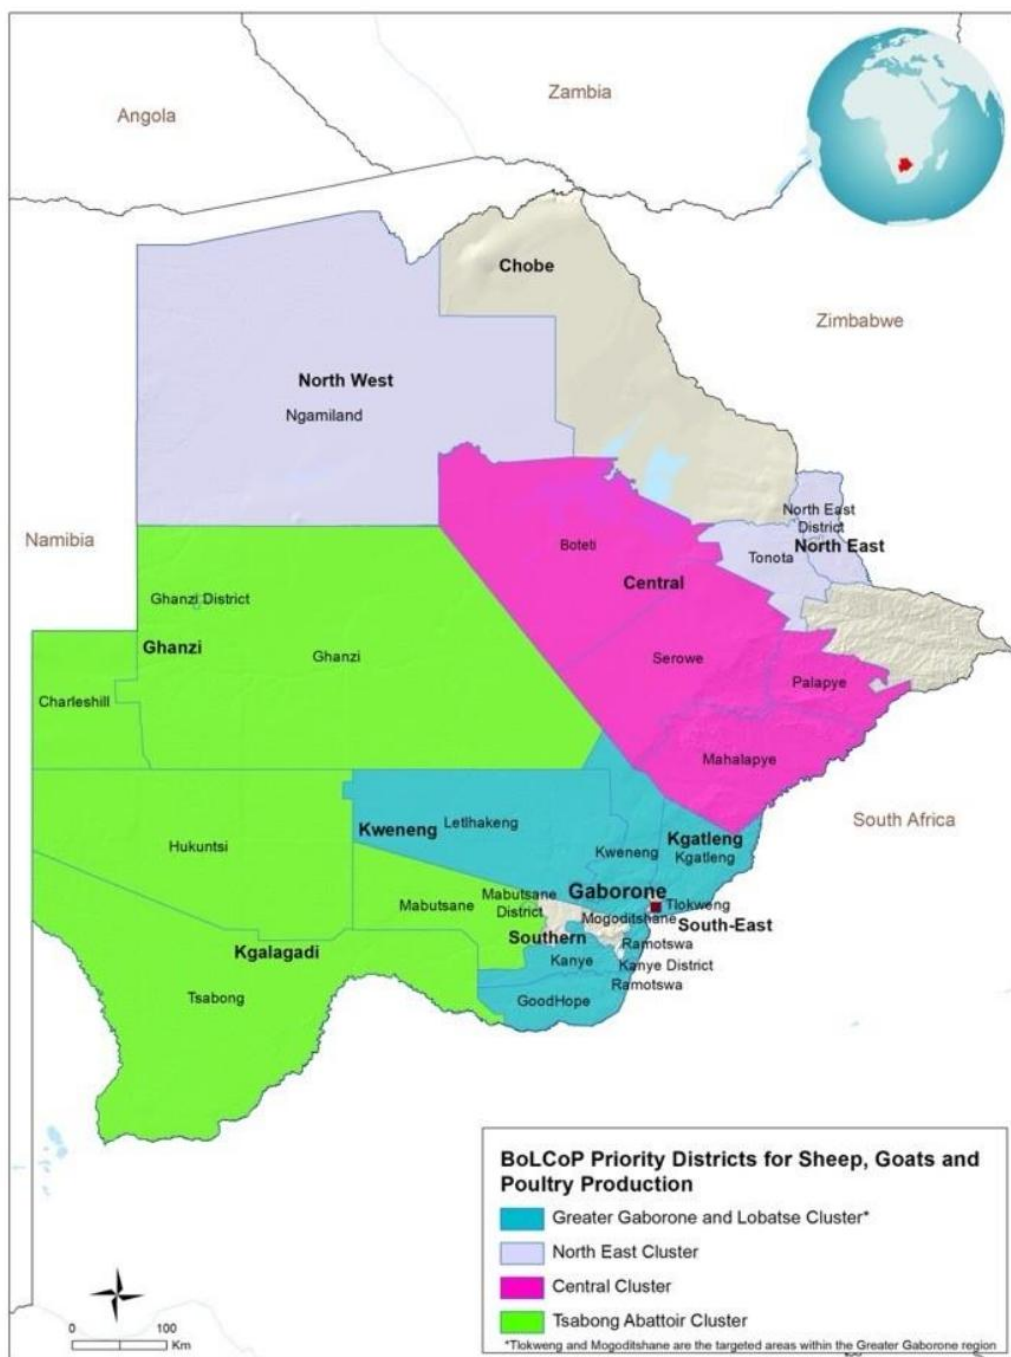 Zambia
Angola
Chobe
Zimbabwe
North West
Ngamiland
North East
District
North East
Namibia
Boteti
Tonota
Central
Ghanzi District
Ghanzi
Ghanzi
Serowe
Palapye
Charleshill
Mahalapye
South Africa
Letlhakeng
Kweneng
Kgatleng
Kgatleng
Hukuntsi
Kweneng
Gaborone
Mabutsane
District
Mabutsane
Tlokweng
Mogoditshane
South-East
Southern
Ramotswa
Kgalagadi
Kanye
Kanye District
Ramotswa
Tsabong
GoodHope
BoLCoP Priority Districts for Sheep, Goats and
Poultry Production
Greater Gaborone and Lobatse Cluster*
North East Cluster
Central Cluster
Tsabong Abattoir Cluster
*Tlokweng and Mogoditshane are the targeted areas within the Greater Gaborone region
0 100
Km